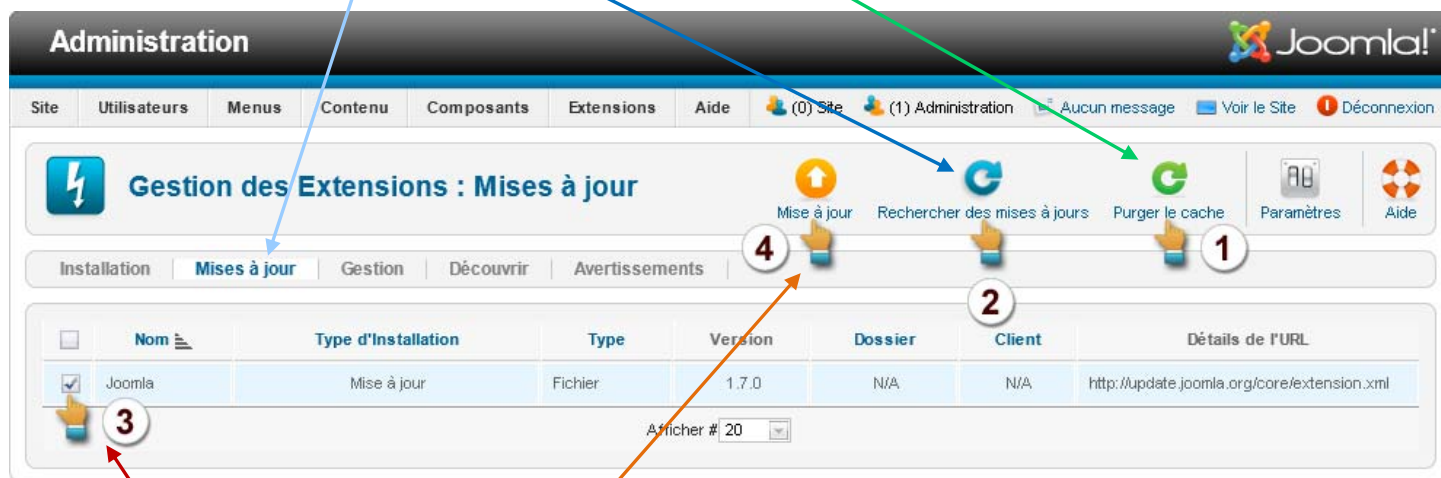 Administration Joomla!
Site Utilisateurs Menus Contenu Composants Extensions Aide (0) Site (1) Administration Aucun message Voir le Site Déconnexion
Gestion des Extensions : Mises à jour
Mise à jour Rechercher des mises à jours Purger le cache Paramètres Aide
4 1
Installation Mises à jour Gestion Découvrir Avertissements
2
Nom Type d'Installation Type Version Dossier Client Détails de l'URL
Joomla Mise à jour Fichier 1.7.0 N/A N/A http://update.joomla.org/core/extension.xml
3
Afficher # 20